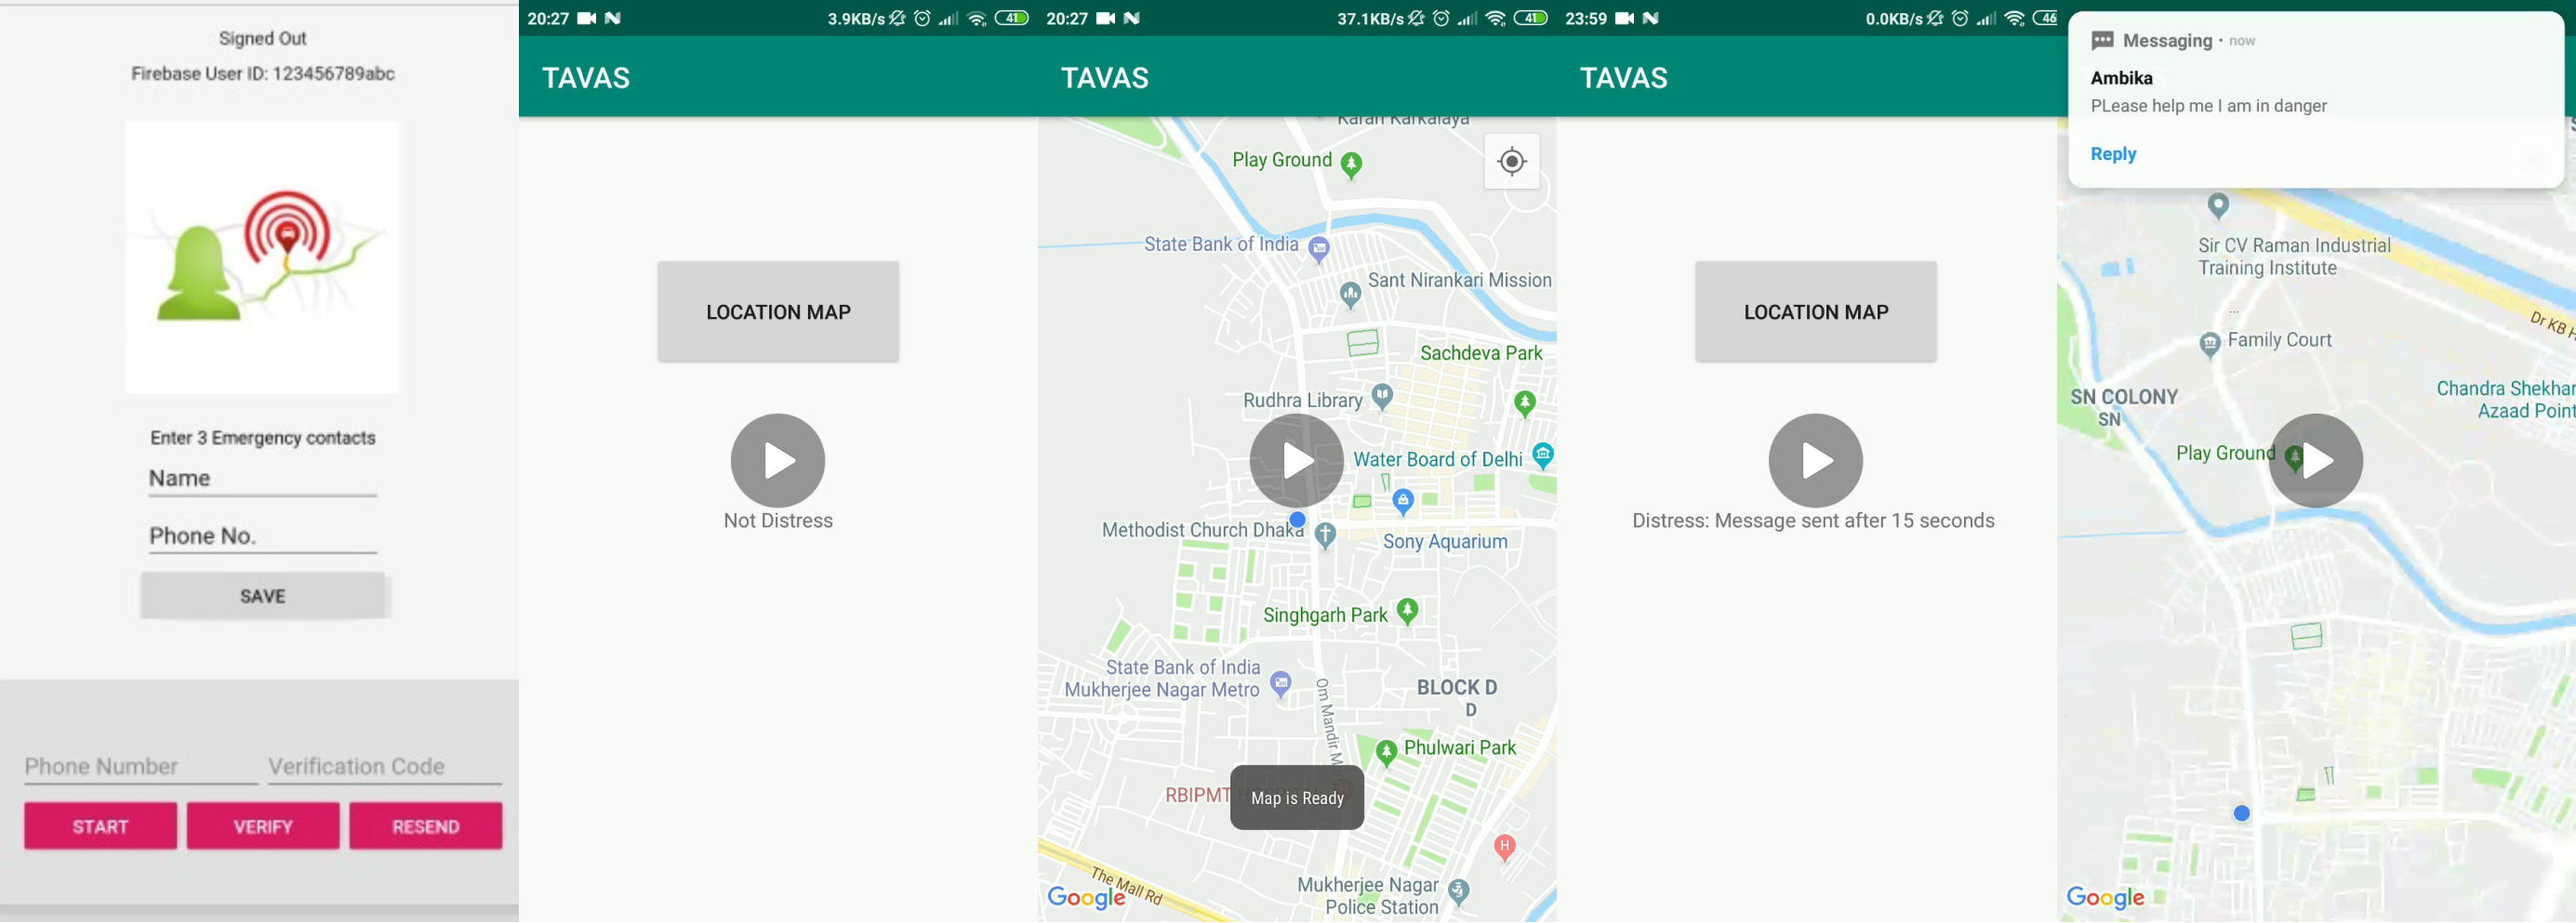 Signed Out
Firebase User ID: 123456789abc
Enter 3 Emergency contacts
Name
Phone No.
SAVE
Phone Number
Verification Code
START
VERIFY
RESEND
20:27
3.9KB/s
41
TAVAS
LOCATION MAP
Not Distress
20:27
37.1KB/s
41
TAVAS
Karan Karkalaya
Play Ground
State Bank of India
Sant Nirankari Mission
Sachdeva Park
Rudhra Library
Water Board of Delhi
Methodist Church Dhaka
Sony Aquarium
Singhgarh Park
State Bank of India
Mukherjee Nagar Metro
BLOCK D
D
Om Mandir M
Phulwari Park
RBIPMT
Map is Ready
H
The Mall Rd
Mukherjee Nagar
Police Station
Google
23:59
0.0KB/s
46
TAVAS
LOCATION MAP
Distress: Message sent after 15 seconds
Messaging • now
Ambika
PLease help me I am in danger
Reply
Sir CV Raman Industrial
Training Institute
...
Dr KB H
Family Court
SN COLONY
SN
Chandra Shekhar
Azaad Point
Play Ground
Google